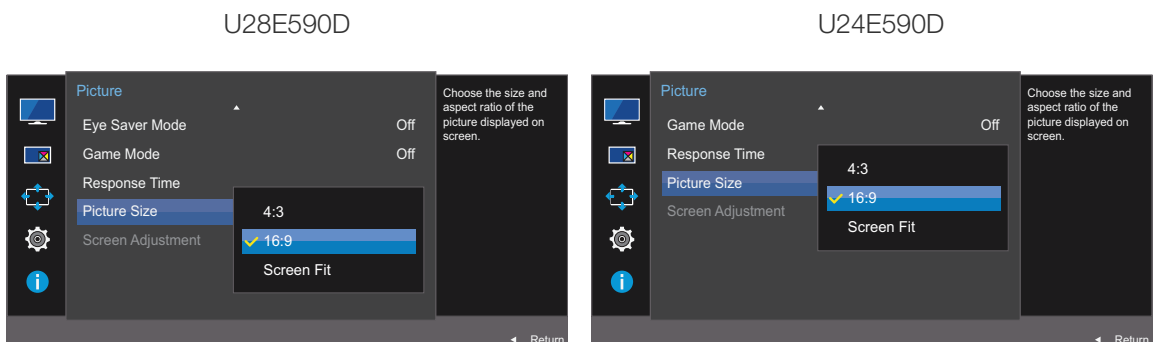 U28E590D
Picture
Eye Saver Mode Off
Game Mode Off
Response Time
Picture Size
Screen Adjustment
4:3
16:9
Screen Fit
Choose the size and
aspect ratio of the
picture displayed on
screen.
Return
U24E590D
Picture
Game Mode Off
Response Time
Picture Size
Screen Adjustment
4:3
16:9
Screen Fit
Choose the size and
aspect ratio of the
picture displayed on
screen.
Return